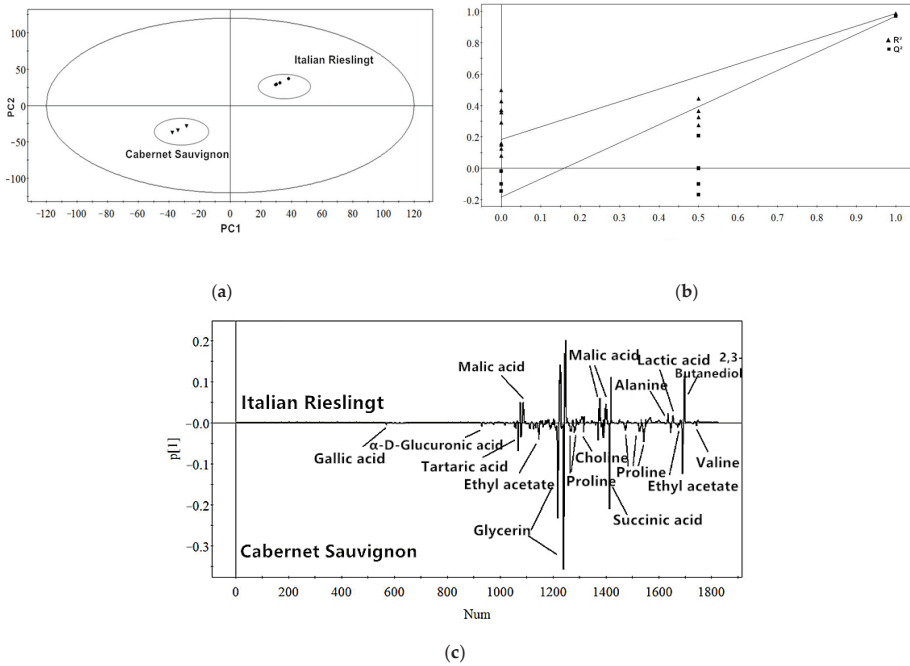 100
50
0
−50
−100
PC2
Italian Rieslingt
Cabernet Sauvignon
−120 −100 −80 −60 −40 −20 0 20 40 60 80 100 120
PC1
(a)
1.0
0.8
0.6
0.4
0.2
0.0
−0.2
R²
Q²
0.0 0.1 0.2 0.3 0.4 0.5 0.6 0.7 0.8 0.9 1.0
(b)
0.2
0.1
−0.0
−0.1
−0.2
−0.3
p[1]
Malic acid
Malic acid
Lactic acid
2,3-
Butanediol
Alanine
Italian Rieslingt
α-D-Glucuronic acid
Gallic acid
Tartaric acid
Ethyl acetate
Choline
Proline
Proline
Ethyl acetate
Valine
Glycerin
Succinic acid
Cabernet Sauvignon
0 200 400 600 800 1000 1200 1400 1600 1800
Num
(c)